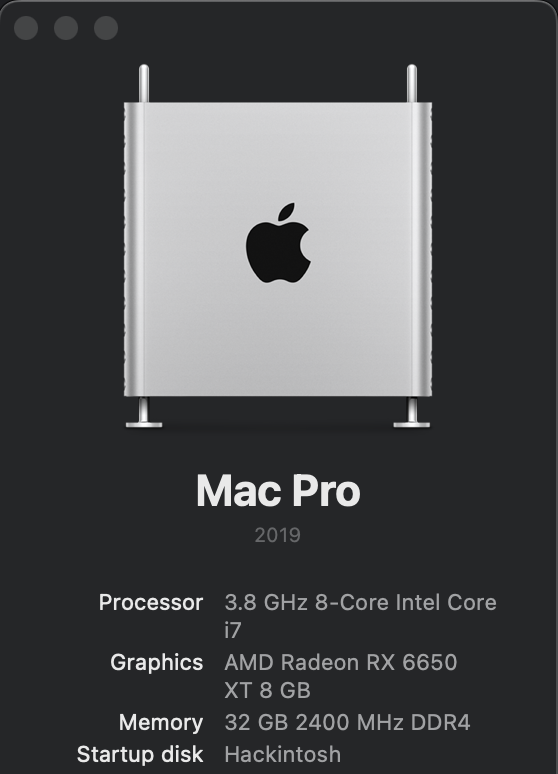 Mac Pro
2019
Processor 3.8 GHz 8-Core Intel Core
i7
Graphics AMD Radeon RX 6650
XT 8 GB
Memory 32 GB 2400 MHz DDR4
Startup disk Hackintosh